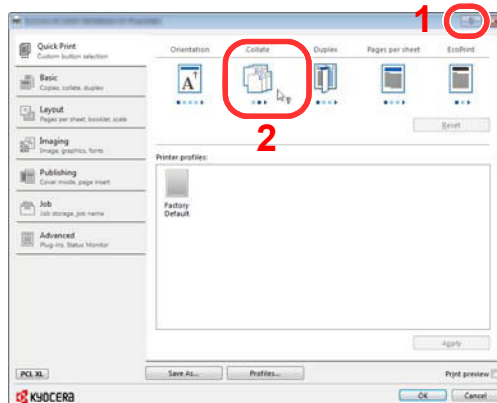 1
?
Quick Print
Custom button selection
Orientation
Collate
Duplex
Pages per sheet
EcoPrint
Basic
Copies, collate, duplex
A
2
Layout
Pages per sheet, booklet, scale
Reset
Imaging
Image, graphics, fonts
Printer profiles:
Publishing
Cover mode, page insert
Factory
Default
Job
Job storage, job name
Advanced
Plug-ins, Status Monitor
Apply
PCL XL
Save As...
Profiles...
Print preview
KYOCERA
OK
Cancel